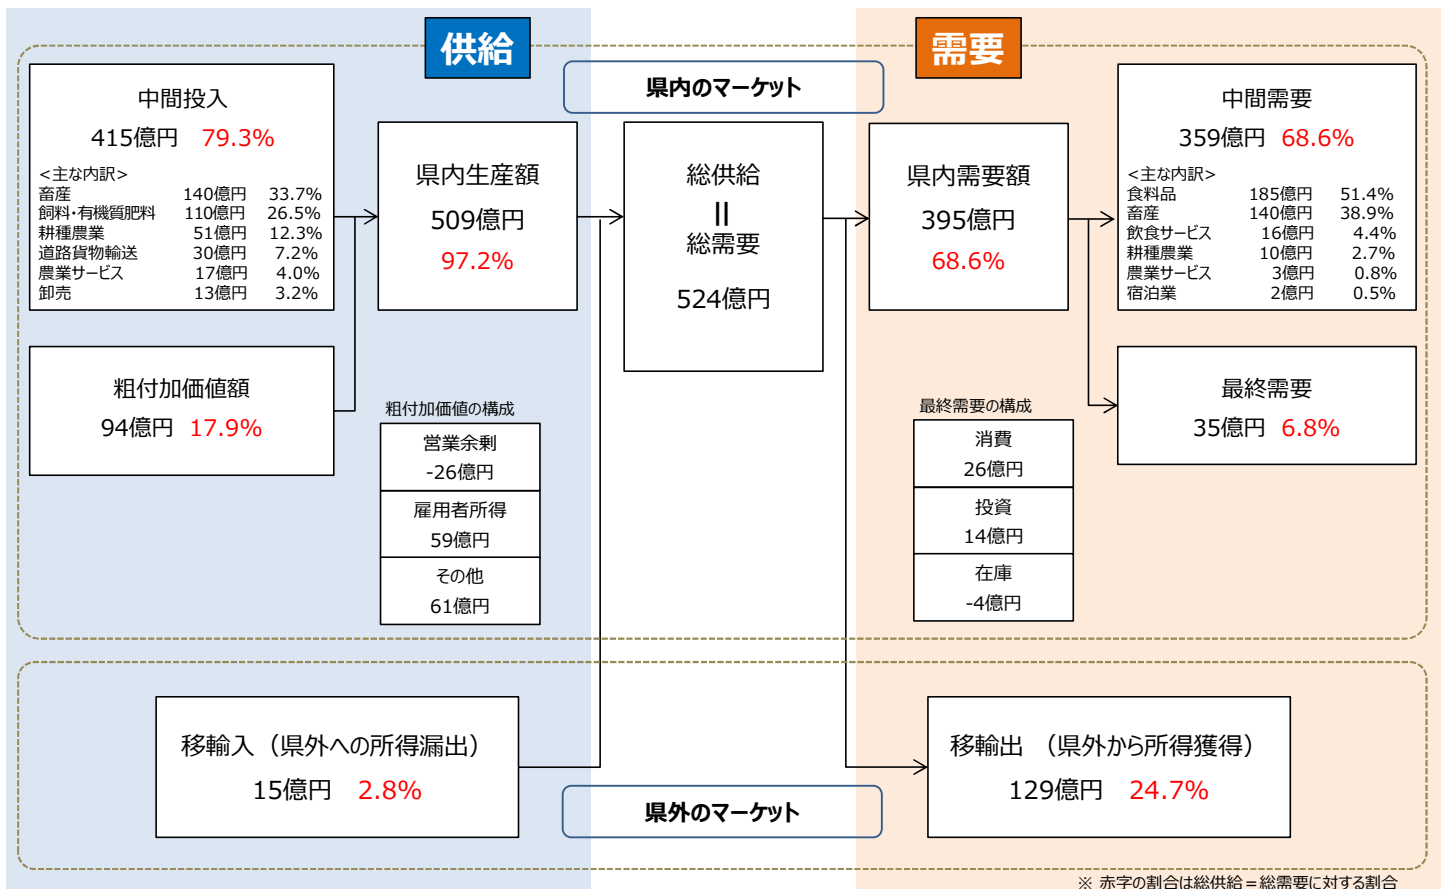 供給
需要
県内のマーケット
中間投入
415億円 79.3%
<主な内訳>
畜産 140億円 33.7%
飼料・有機質肥料 110億円 26.5%
耕種農業 51億円 12.3%
道路貨物輸送 30億円 7.2%
農業サービス 17億円 4.0%
卸売 13億円 3.2%
粗付加価値額
94億円 17.9%
県内生産額
509億円
97.2%
粗付加価値の構成
営業余剰
-26億円
雇用者所得
59億円
その他
61億円
総供給
=
総需要
524億円
県内需要額
395億円
68.6%
最終需要の構成
消費
26億円
投資
14億円
在庫
-4億円
中間需要
359億円 68.6%
<主な内訳>
食料品 185億円 51.4%
畜産 140億円 38.9%
飲食サービス 16億円 4.4%
耕種農業 10億円 2.7%
農業サービス 3億円 0.8%
宿泊業 2億円 0.5%
最終需要
35億円 6.8%
移輸入（県外への所得漏出）
15億円 2.8%
県外のマーケット
移輸出 （県外から所得獲得）
129億円 24.7%
※ 赤字の割合は総供給＝総需要に対する割合